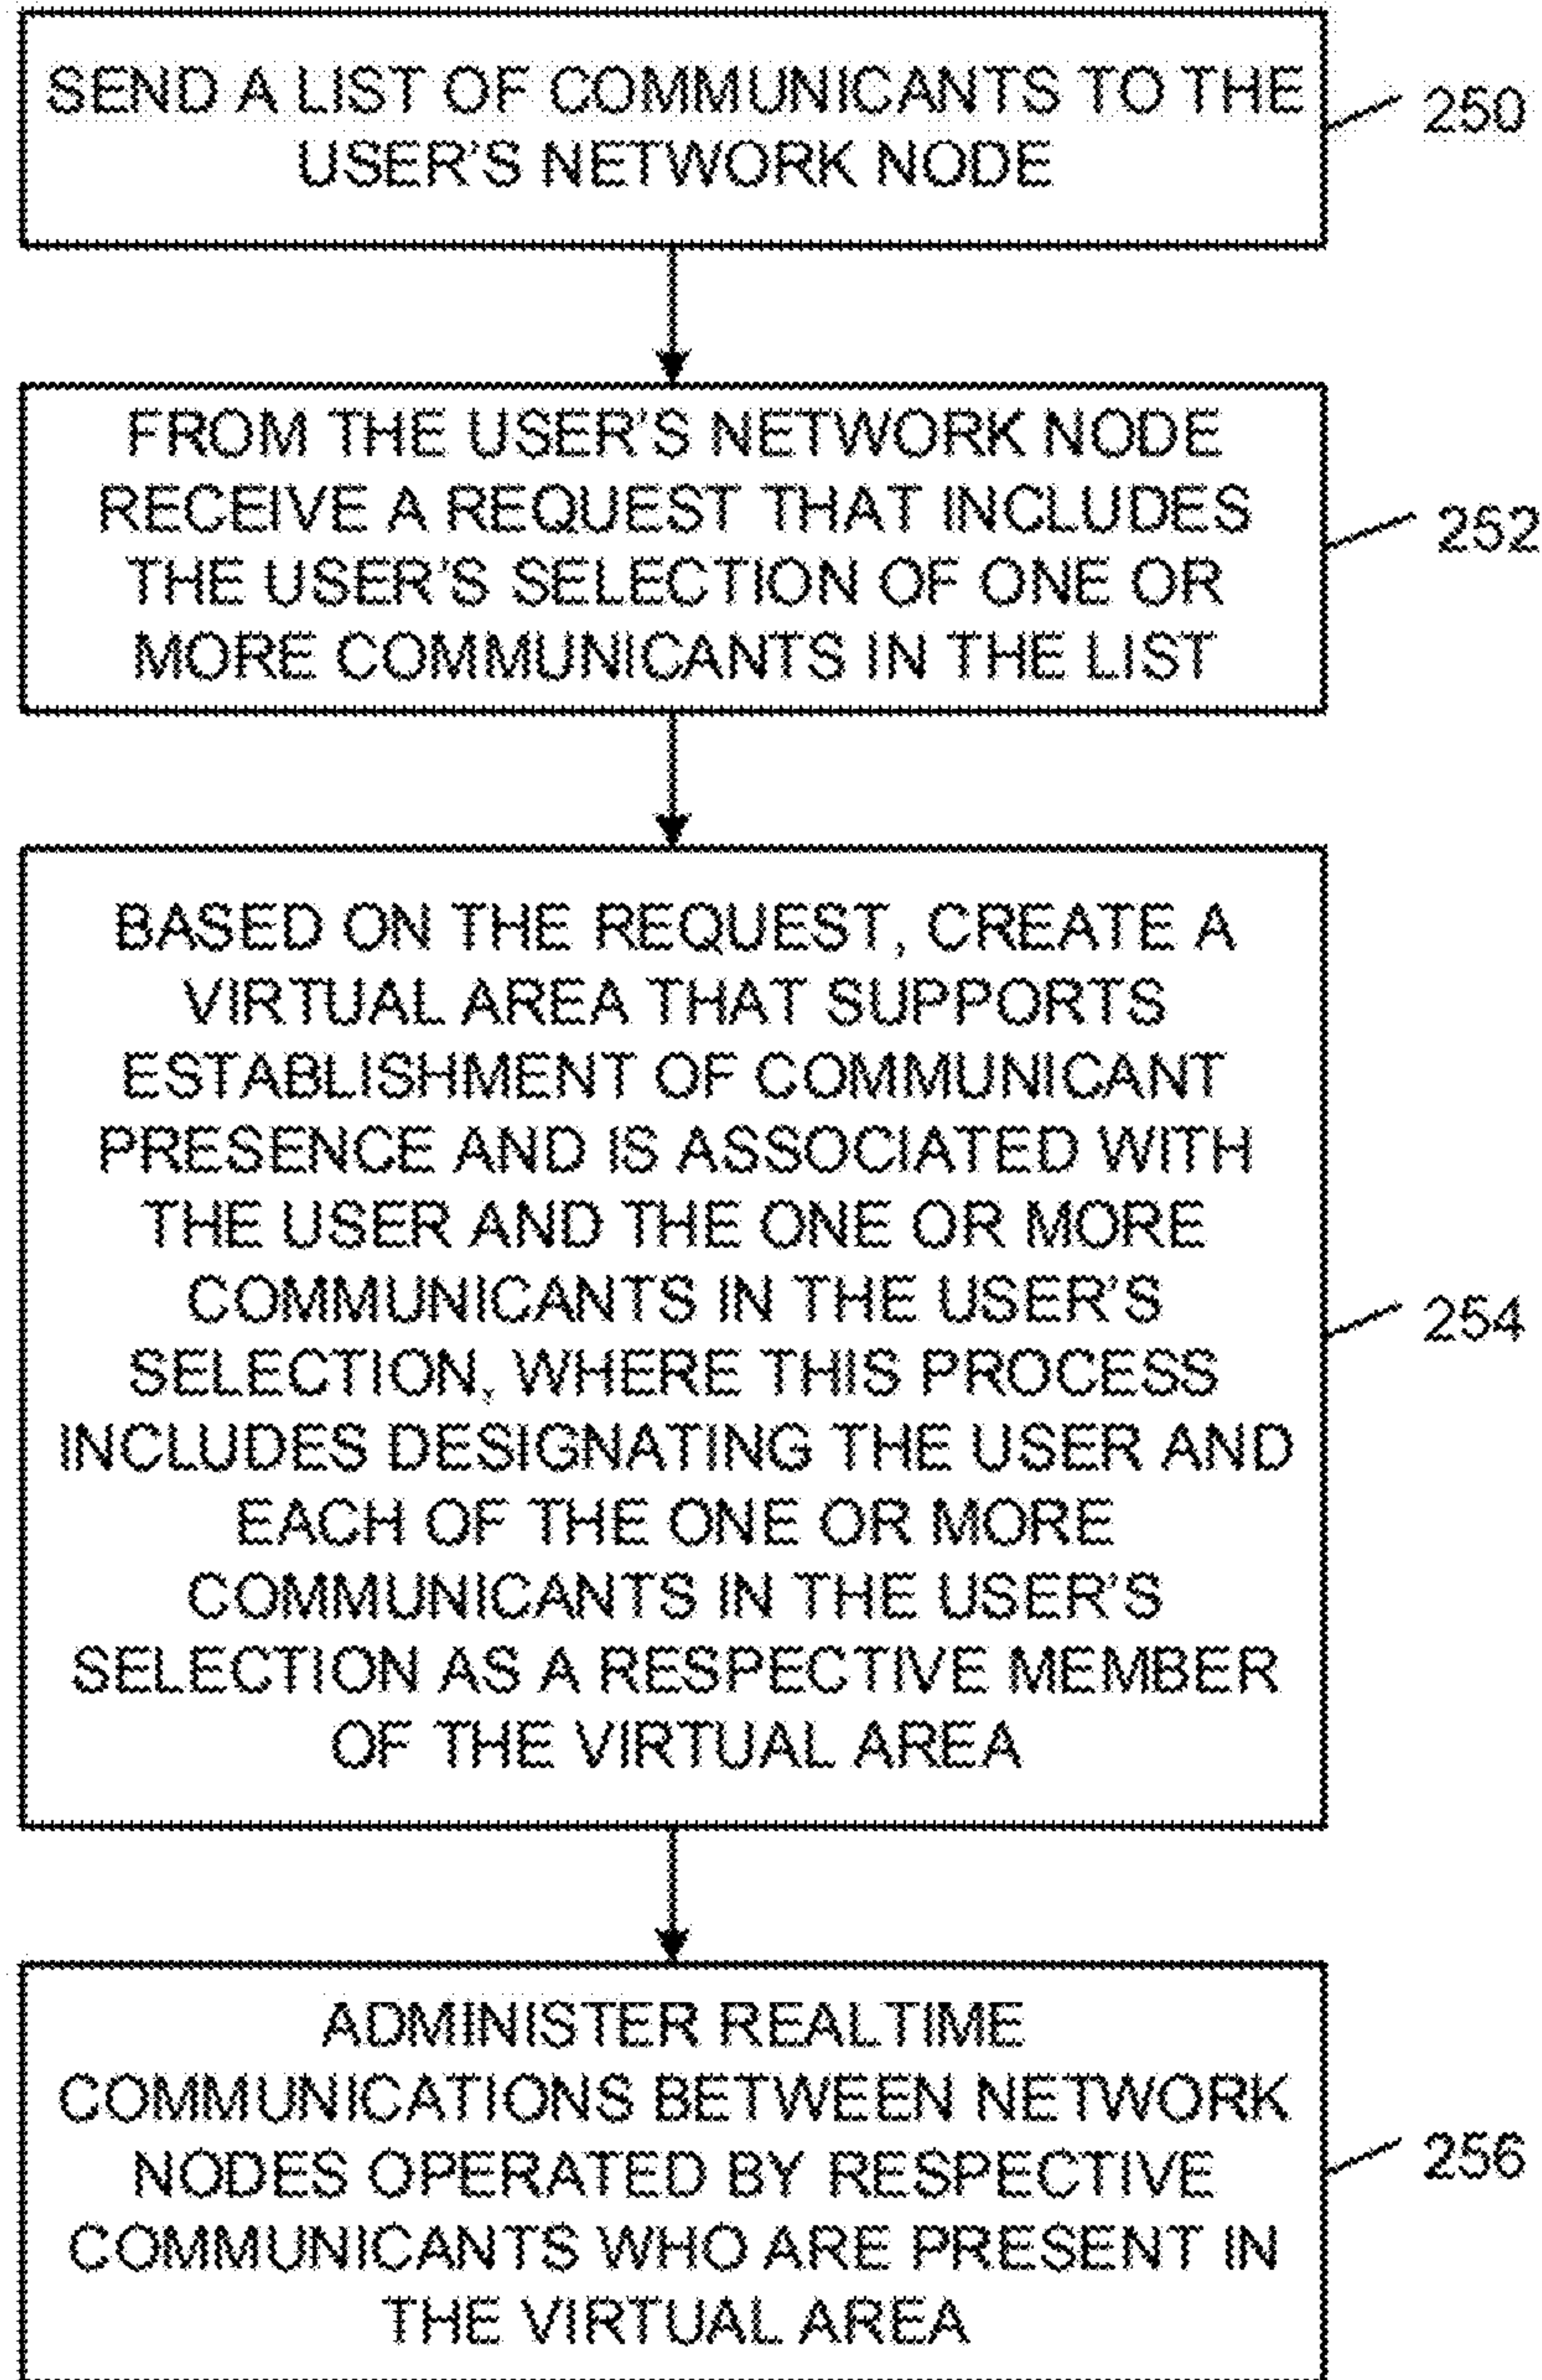 SEND A LIST OF COMMUNICANTS TO THE
USER'S NETWORK NODE
250
FROM THE USER'S NETWORK NODE
RECEIVE A REQUEST THAT INCLUDES
THE USER'S SELECTION OF ONE OR
MORE COMMUNICANTS IN THE LIST
252
BASED ON THE REQUEST, CREATE A
VIRTUAL AREA THAT SUPPORTS
ESTABLISHMENT OF COMMUNICANT
PRESENCE AND IS ASSOCIATED WITH
THE USER AND THE ONE OR MORE
COMMUNICANTS IN THE USER'S
SELECTION, WHERE THIS PROCESS
INCLUDES DESIGNATING THE USER AND
EACH OF THE ONE OR MORE
COMMUNICANTS IN THE USER'S
SELECTION AS A RESPECTIVE MEMBER
OF THE VIRTUAL AREA
254
ADMINISTER REALTIME
COMMUNICATIONS BETWEEN NETWORK
NODES OPERATED BY RESPECTIVE
COMMUNICANTS WHO ARE PRESENT IN
THE VIRTUAL AREA
256